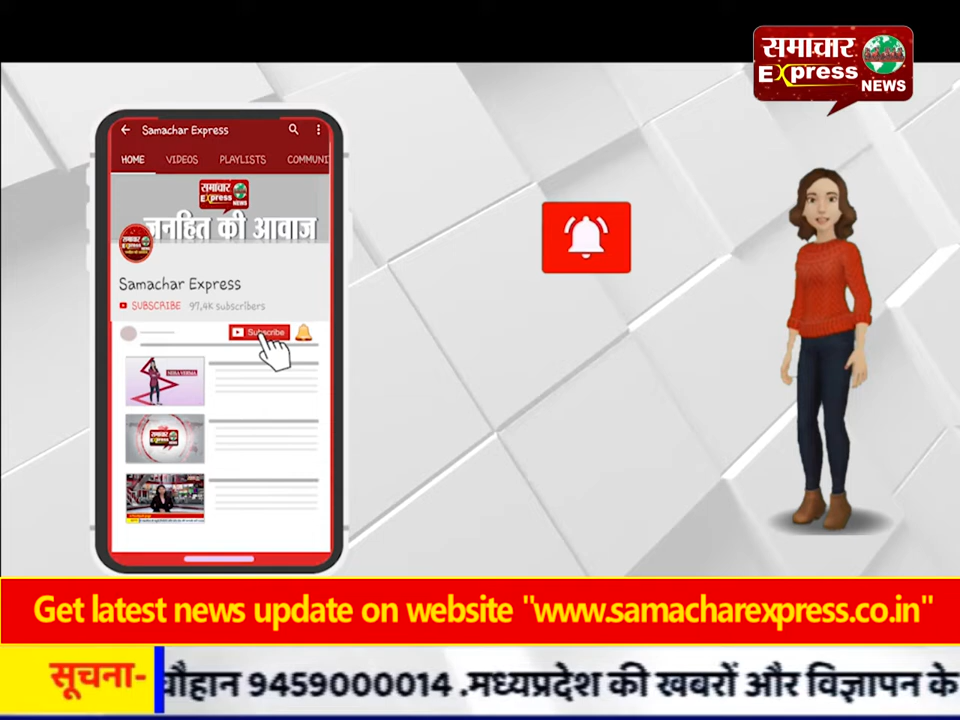 समाचार
Express
NEWS
Samachar Express
HOME VIDEOS PLAYLISTS COMMUNI
समाचार
Express
NEWS
जनहित की आवाज
Samachar Express
SUBSCRIBE 97.4K subscribers
Subscribe
समाचार
Express
Get latest news update on website "www.samacharexpress.co.in"
सूचना- चौहान 9459000014 .मध्यप्रदेश की खबरों और विज्ञापन के